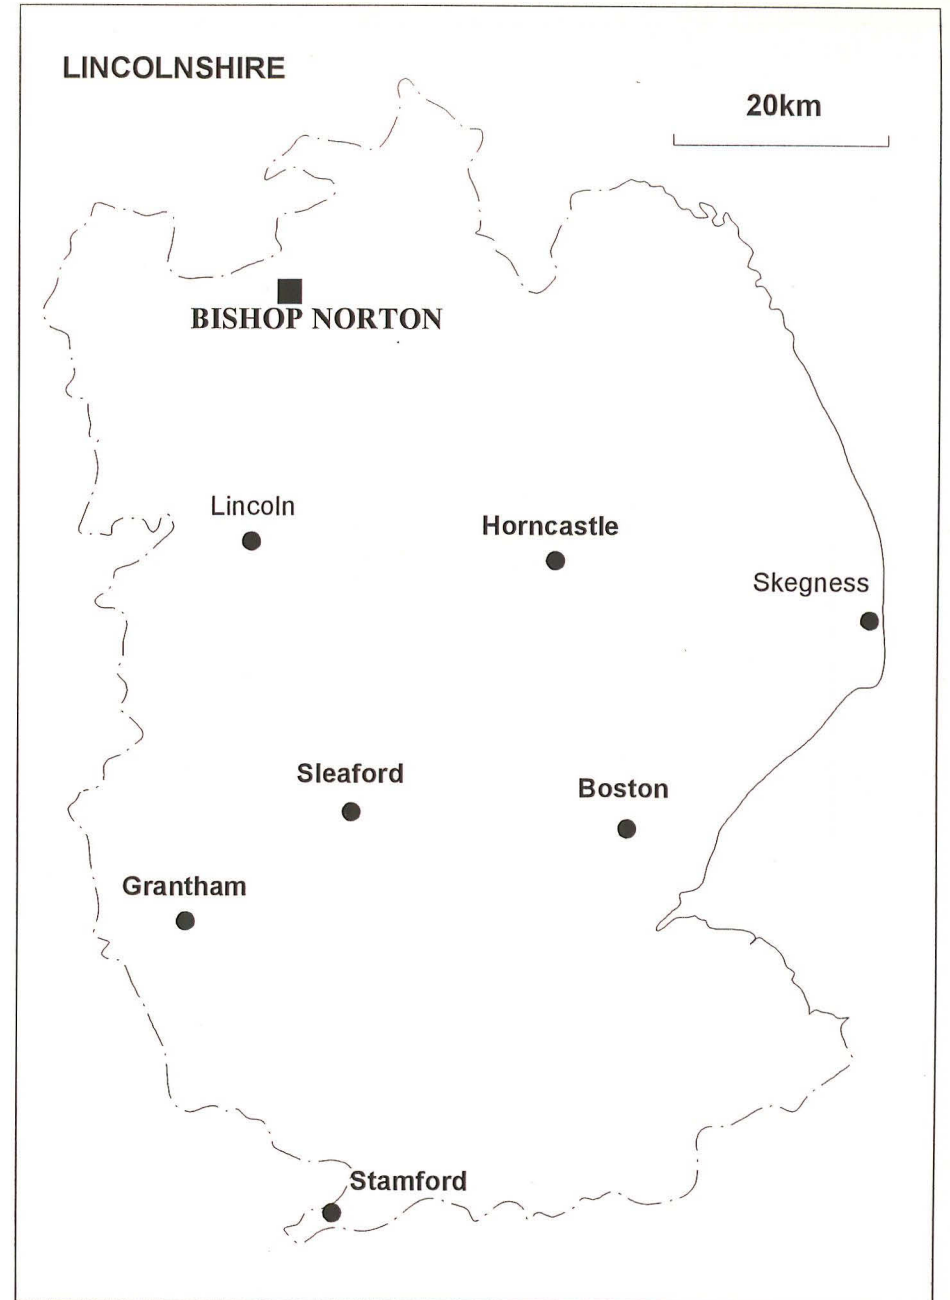 LINCOLNSHIRE
20km
BISHOP NORTON
Lincoln
Horncastle
Skegness
Sleaford
Boston
Grantham
Stamford